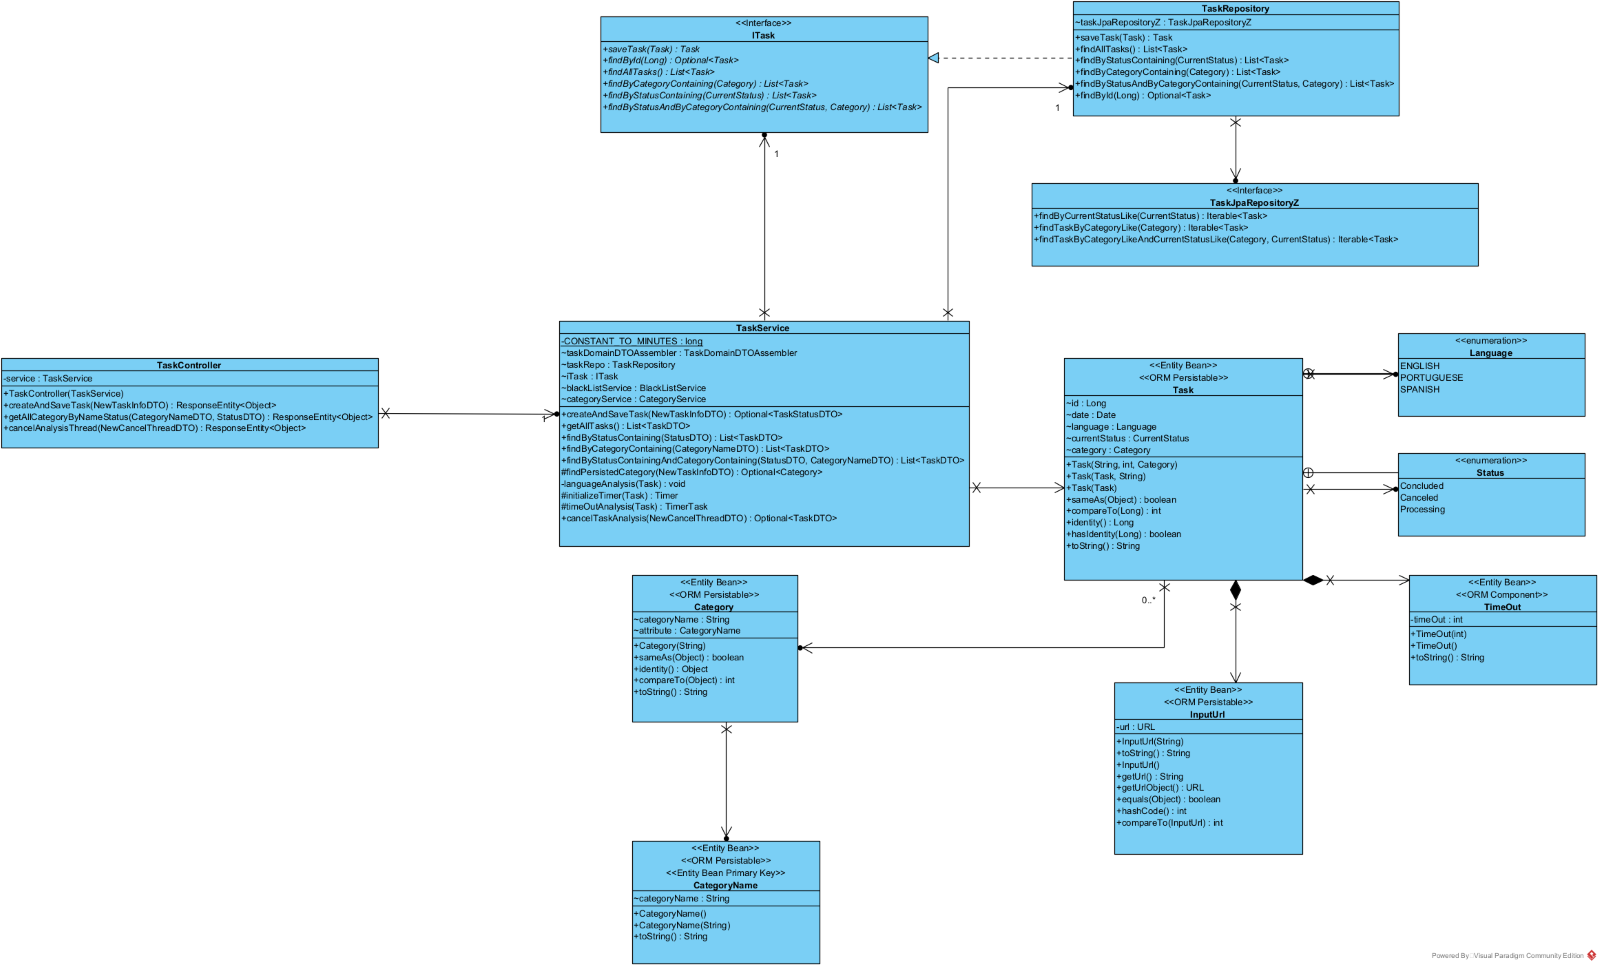 <<Interface>>
ITask
+saveTask(Task) : Task
+findById(Long) : Optional<Task>
+findAllTasks() : List<Task>
+findByCategoryContaining(Category) : List<Task>
+findByStatusContaining(CurrentStatus) : List<Task>
+findByStatusAndByCategoryContaining(CurrentStatus, Category) : List<Task>
TaskRepository
~taskJpaRepositoryZ : TaskJpaRepositoryZ
+saveTask(Task) : Task
+findAllTasks() : List<Task>
+findByStatusContaining(CurrentStatus) : List<Task>
+findByCategoryContaining(Category) : List<Task>
+findByStatusAndByCategoryContaining(CurrentStatus, Category) : List<Task>
+findById(Long) : Optional<Task>
1
1
<<Interface>>
TaskJpaRepositoryZ
+findByCurrentStatusLike(CurrentStatus) : Iterable<Task>
+findTaskByCategoryLike(Category) : Iterable<Task>
+findTaskByCategoryLikeAndCurrentStatusLike(Category, CurrentStatus) : Iterable<Task>
TaskController
-service : TaskService
+TaskController(TaskService)
+createAndSaveTask(NewTaskInfoDTO) : ResponseEntity<Object>
+getAllCategoryByNameStatus(CategoryNameDTO, StatusDTO) : ResponseEntity<Object>
+cancelAnalysisThread(NewCancelThreadDTO) : ResponseEntity<Object>
1
TaskService
-CONSTANT_TO_MINUTES : long
~taskDomainDTOAssembler : TaskDomainDTOAssembler
~taskRepo : TaskRepository
~iTask : ITask
~blackListService : BlackListService
~categoryService : CategoryService
+createAndSaveTask(NewTaskInfoDTO) : Optional<TaskStatusDTO>
+getAllTasks() : List<TaskDTO>
+findByStatusContaining(StatusDTO) : List<TaskDTO>
+findByCategoryContaining(CategoryNameDTO) : List<TaskDTO>
+findByStatusContainingAndCategoryContaining(StatusDTO, CategoryNameDTO) : List<TaskDTO>
#findPersistedCategory(NewTaskInfoDTO) : Optional<Category>
-languageAnalysis(Task) : void
#initializeTimer(Task) : Timer
#timeOutAnalysis(Task) : TimerTask
+cancelTaskAnalysis(NewCancelThreadDTO) : Optional<TaskDTO>
<<Entity Bean>>
<<ORM Persistable>>
Task
~id : Long
~date : Date
~language : Language
~currentStatus : CurrentStatus
~category : Category
+Task(String, int, Category)
+Task(Task, String)
+Task(Task)
+sameAs(Object) : boolean
+compareTo(Long) : int
+identity() : Long
+hasIdentity(Long) : boolean
+toString() : String
<<enumeration>>
Language
ENGLISH
PORTUGUESE
SPANISH
<<enumeration>>
Status
Concluded
Canceled
Processing
0..*
<<Entity Bean>>
<<ORM Persistable>>
Category
~categoryName : String
~attribute : CategoryName
+Category(String)
+sameAs(Object) : boolean
+identity() : Object
+compareTo(Object) : int
+toString() : String
<<Entity Bean>>
<<ORM Component>>
TimeOut
-timeOut : int
+TimeOut(int)
+TimeOut()
+toString() : String
<<Entity Bean>>
<<ORM Persistable>>
InputUrl
-url : URL
+InputUrl(String)
+toString() : String
+InputUrl()
+getUrl() : String
+getUrlObject() : URL
+equals(Object) : boolean
+hashCode() : int
+compareTo(InputUrl) : int
<<Entity Bean>>
<<ORM Persistable>>
<<Entity Bean Primary Key>>
CategoryName
~categoryName : String
+CategoryName()
+CategoryName(String)
+toString() : String
Powered By Visual Paradigm Community Edition